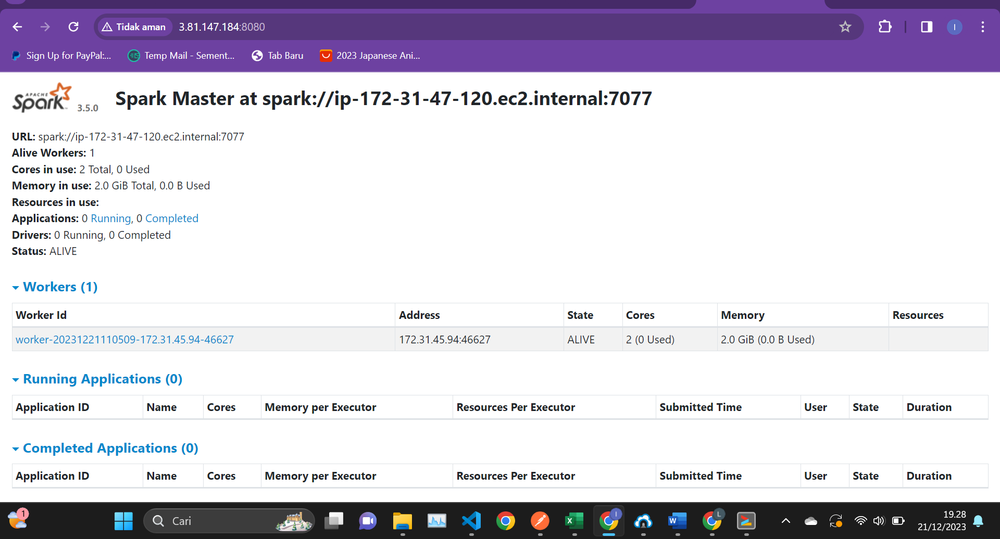 Tidak aman 3.81.147.184:8080
Sign Up for PayPal:... Temp Mail - Sement... Tab Baru 2023 Japanese Ani...
APACHE Spark 3.5.0 Spark Master at spark://ip-172-31-47-120.ec2.internal:7077
URL: spark://ip-172-31-47-120.ec2.internal:7077
Alive Workers: 1
Cores in use: 2 Total, 0 Used
Memory in use: 2.0 GiB Total, 0.0 B Used
Resources in use:
Applications: 0 Running, 0 Completed
Drivers: 0 Running, 0 Completed
Status: ALIVE
Workers (1)
Worker Id Address State Cores Memory Resources
worker-20231221110509-172.31.45.94-46627 172.31.45.94:46627 ALIVE 2 (0 Used) 2.0 GiB (0.0 B Used)
Running Applications (0)
Application ID Name Cores Memory per Executor Resources Per Executor Submitted Time User State Duration
Completed Applications (0)
Application ID Name Cores Memory per Executor Resources Per Executor Submitted Time User State Duration
1 Cari 19.28
21/12/2023